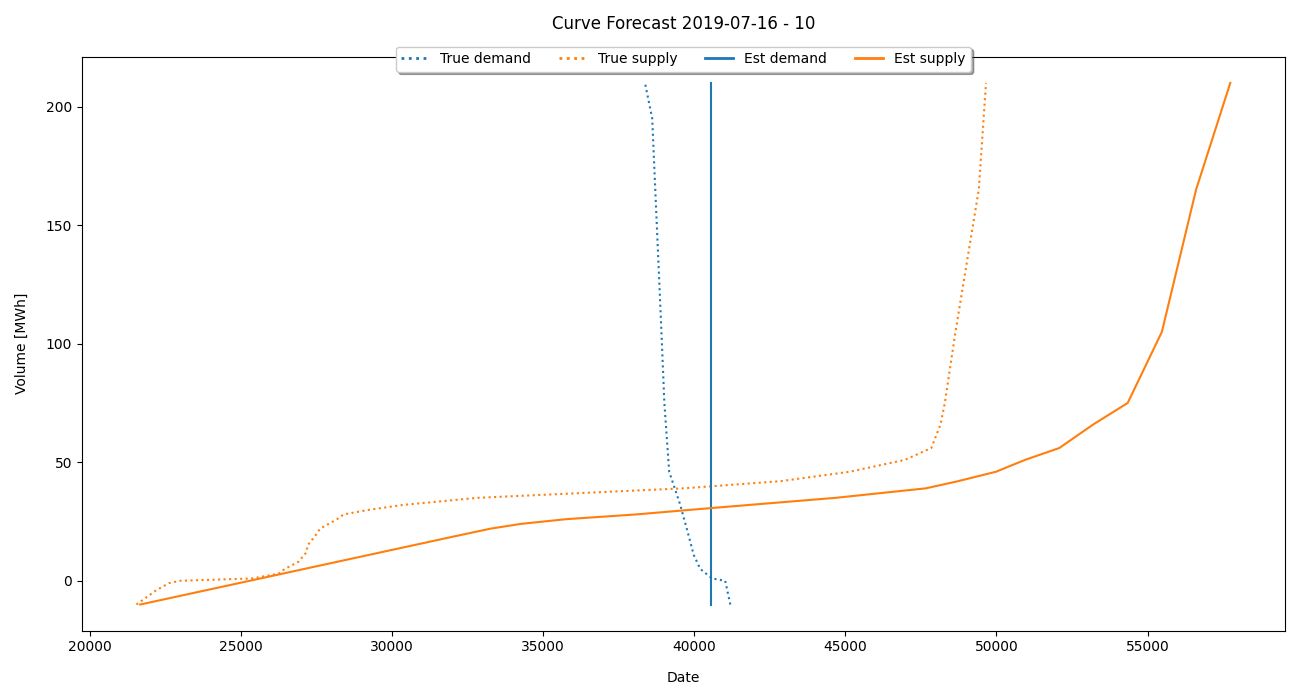 Curve Forecast 2019-07-16 - 10
True demand True supply Est demand Est supply
200
150
100
50
0
Volume [MWh]
20000 25000 30000 35000 40000 45000 50000 55000
Date